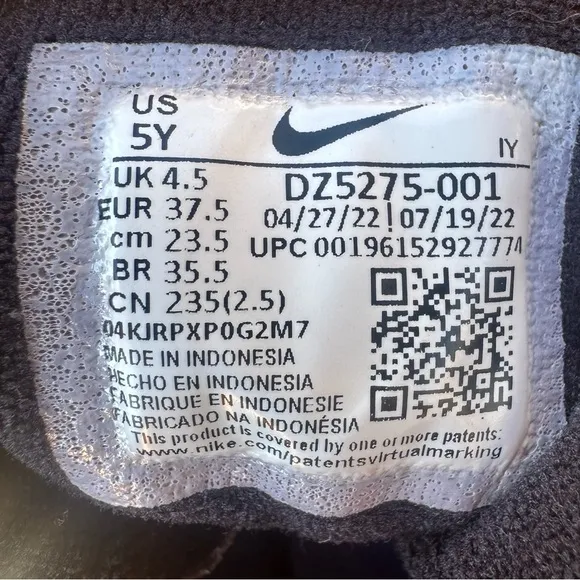 US
5Y
IY
UK 4.5
EUR 37.5
cm 23.5
BR 35.5
CN 235(2.5)
DZ5275-001
04/27/22 07/19/22
UPC 00196152927774
04KJRPXP0G2M7
MADE IN INDONESIA
HECHO EN INDONESIA
FABRIQUE EN INDONESIE
FABRICADO NA INDONÉSIA
This product is covered by one or more patents:
www.nike.com/patentsvirtualmarking